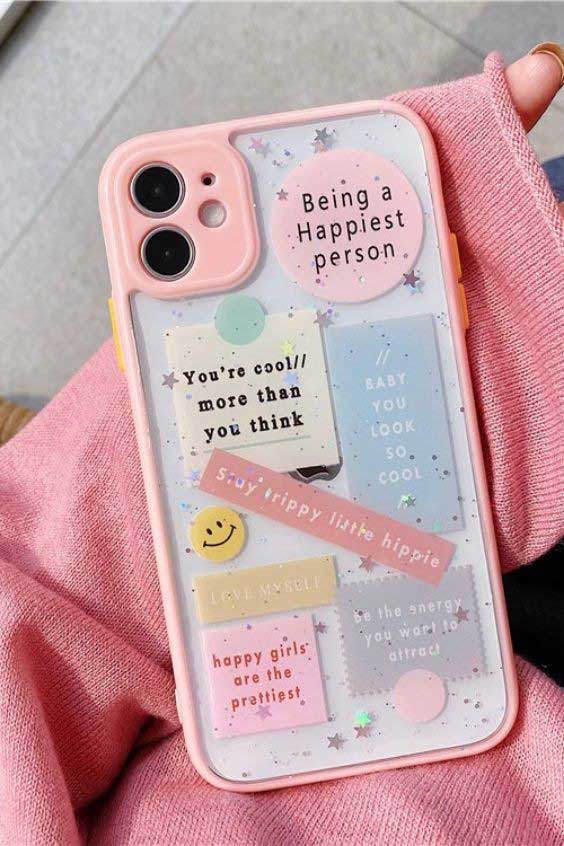 Being a
Happiest
person
You're cool//
more than
you think
//
BABY
YOU
LOOK
SO
COOL
Stay trippy little hippie
LOVE MYSELF
Be the energy
you want to
attract
happy girls
are the
prettiest